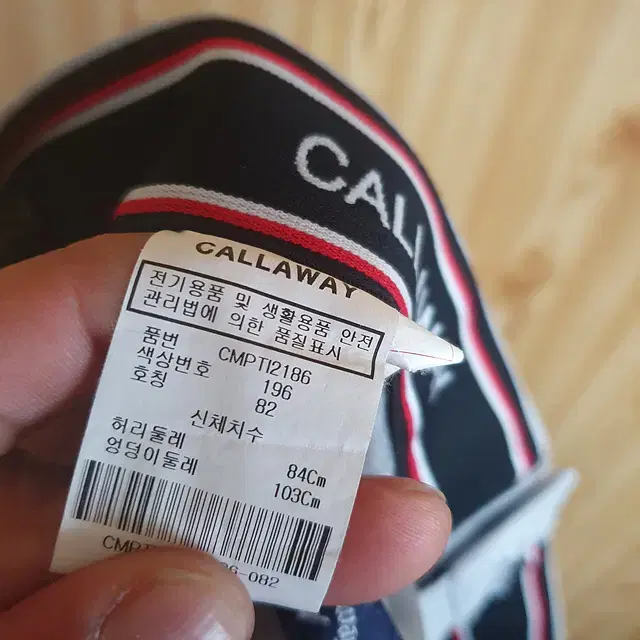 CALLAWAY
전기용품 및 생활용품 안전
관리법에 의한 품질표시
품번 CMPTI2186
색상번호 196
호칭 82
신체치수
허리둘레 84Cm
엉덩이둘레 103Cm
-082
CAL